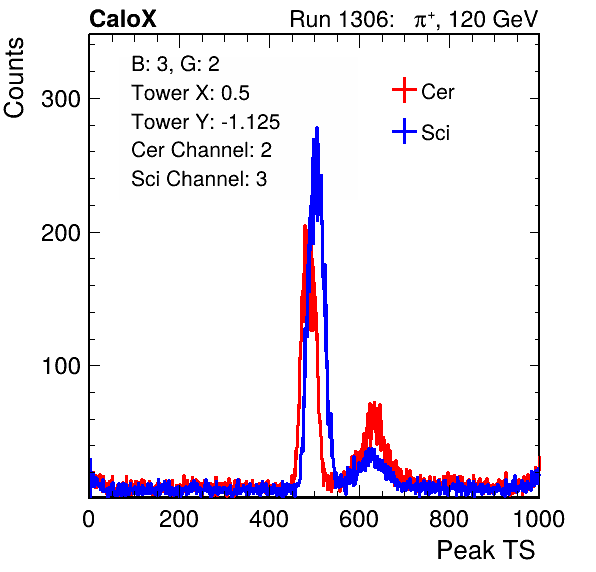 CaloX
Run 1306: π⁺, 120 GeV
Counts
B: 3, G: 2
Tower X: 0.5
Tower Y: -1.125
Cer Channel: 2
Sci Channel: 3
Cer
Sci
300
200
100
0 200 400 600 800 1000
Peak TS